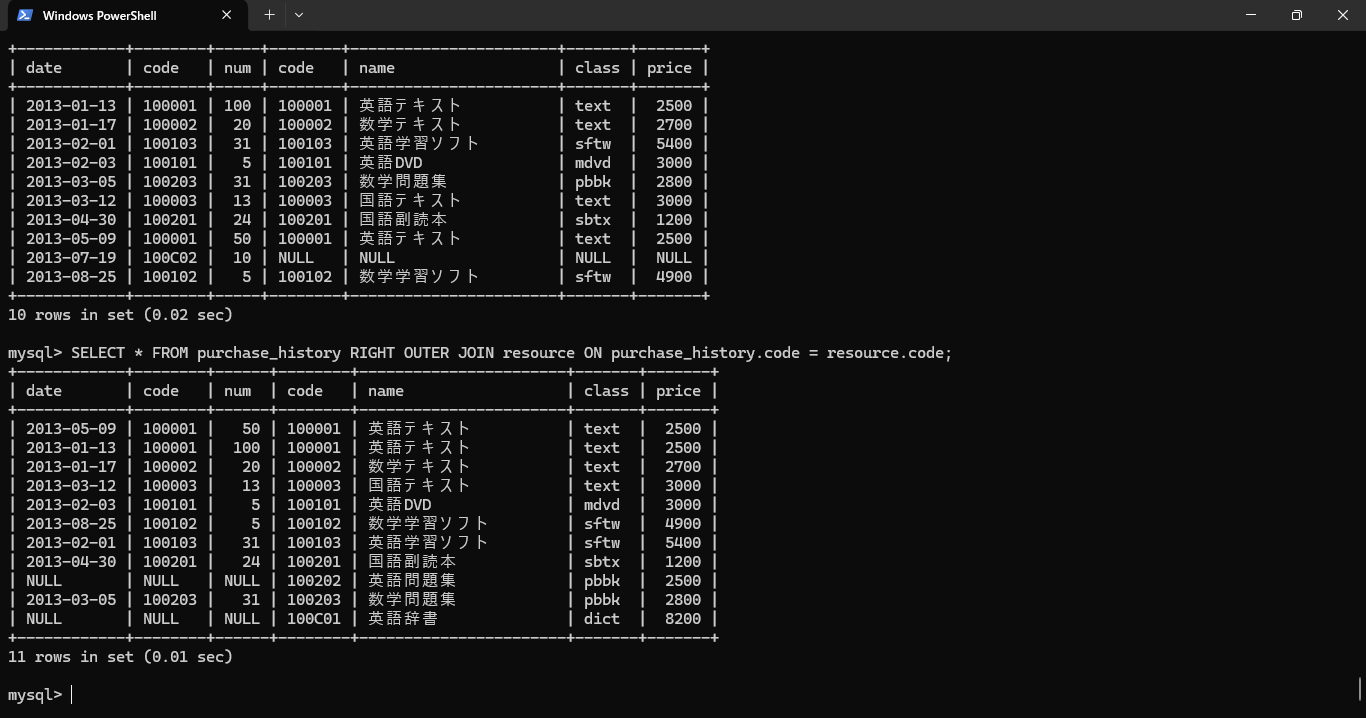 Windows PowerShell
+------------+--------+-----+--------+------------------------+-------+-------+
| date       | code   | num | code   | name                   | class | price |
+------------+--------+-----+--------+------------------------+-------+-------+
| 2013-01-13 | 100001 | 100 | 100001 | 英語テキスト           | text  |  2500 |
| 2013-01-17 | 100002 |  20 | 100002 | 数学テキスト           | text  |  2700 |
| 2013-02-01 | 100103 |  31 | 100103 | 英語学習ソフト         | sftw  |  5400 |
| 2013-02-03 | 100101 |   5 | 100101 | 英語DVD                | mdvd  |  3000 |
| 2013-03-05 | 100203 |  31 | 100203 | 数学問題集             | pbbk  |  2800 |
| 2013-03-12 | 100003 |  13 | 100003 | 国語テキスト           | text  |  3000 |
| 2013-04-30 | 100201 |  24 | 100201 | 国語副読本             | sbtx  |  1200 |
| 2013-05-09 | 100001 |  50 | 100001 | 英語テキスト           | text  |  2500 |
| 2013-07-19 | 100C02 |  10 | NULL   | NULL                   | NULL  |  NULL |
| 2013-08-25 | 100102 |   5 | 100102 | 数学学習ソフト         | sftw  |  4900 |
+------------+--------+-----+--------+------------------------+-------+-------+
10 rows in set (0.02 sec)
mysql> SELECT * FROM purchase_history RIGHT OUTER JOIN resource ON purchase_history.code = resource.code;
+------------+--------+------+--------+------------------------+-------+-------+
| date       | code   | num  | code   | name                   | class | price |
+------------+--------+------+--------+------------------------+-------+-------+
| 2013-05-09 | 100001 |   50 | 100001 | 英語テキスト           | text  |  2500 |
| 2013-01-13 | 100001 |  100 | 100001 | 英語テキスト           | text  |  2500 |
| 2013-01-17 | 100002 |   20 | 100002 | 数学テキスト           | text  |  2700 |
| 2013-03-12 | 100003 |   13 | 100003 | 国語テキスト           | text  |  3000 |
| 2013-02-03 | 100101 |    5 | 100101 | 英語DVD                | mdvd  |  3000 |
| 2013-08-25 | 100102 |    5 | 100102 | 数学学習ソフト         | sftw  |  4900 |
| 2013-02-01 | 100103 |   31 | 100103 | 英語学習ソフト         | sftw  |  5400 |
| 2013-04-30 | 100201 |   24 | 100201 | 国語副読本             | sbtx  |  1200 |
| NULL       | NULL   | NULL | 100202 | 英語問題集             | pbbk  |  2500 |
| 2013-03-05 | 100203 |   31 | 100203 | 数学問題集             | pbbk  |  2800 |
| NULL       | NULL   | NULL | 100C01 | 英語辞書               | dict  |  8200 |
+------------+--------+------+--------+------------------------+-------+-------+
11 rows in set (0.01 sec)
mysql>